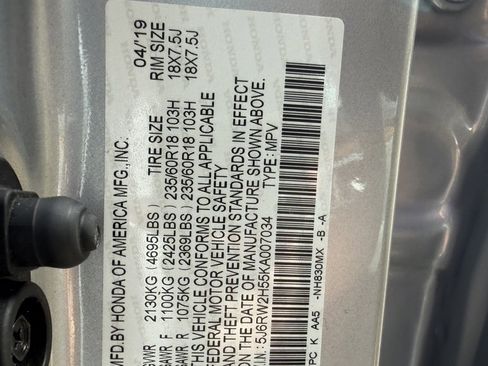 MFD.BY HONDA OF AMERICA MFG.,INC. 04/'19
TIRE SIZE RIM SIZE
GVWR 2130KG (4695LBS)
GAWR F 1100KG (2425LBS) 235/60R18 103H 18X7.5J
GAWR R 1075KG (2369LBS) 235/60R18 103H 18X7.5J
THIS VEHICLE CONFORMS TO ALL APPLICABLE
FEDERAL MOTOR VEHICLE SAFETY
AND THEFT PREVENTION STANDARDS IN EFFECT
ON THE DATE OF MANUFACTURE SHOWN ABOVE.
V.I.N.: 5J6RW2H55KA007034 TYPE: MPV
PC K AA5 -NH830MX -B -A